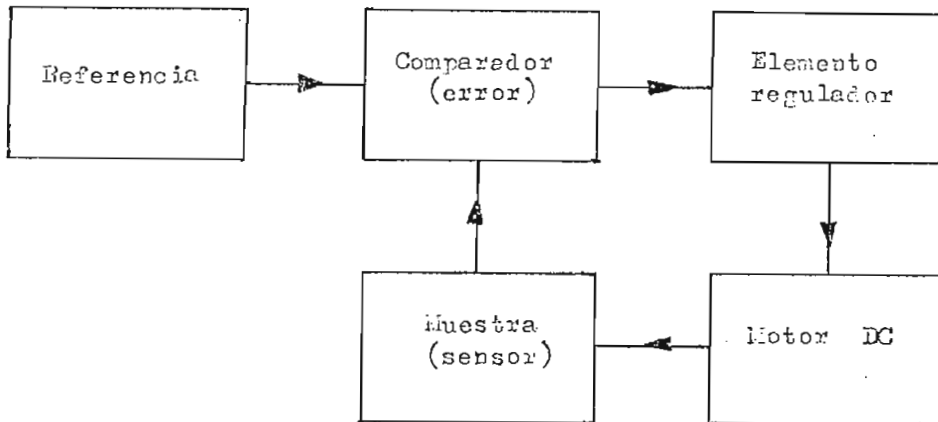 Referencia
Comparador
(error)
Elemento
regulador
Muestra
(sensor)
Motor DC